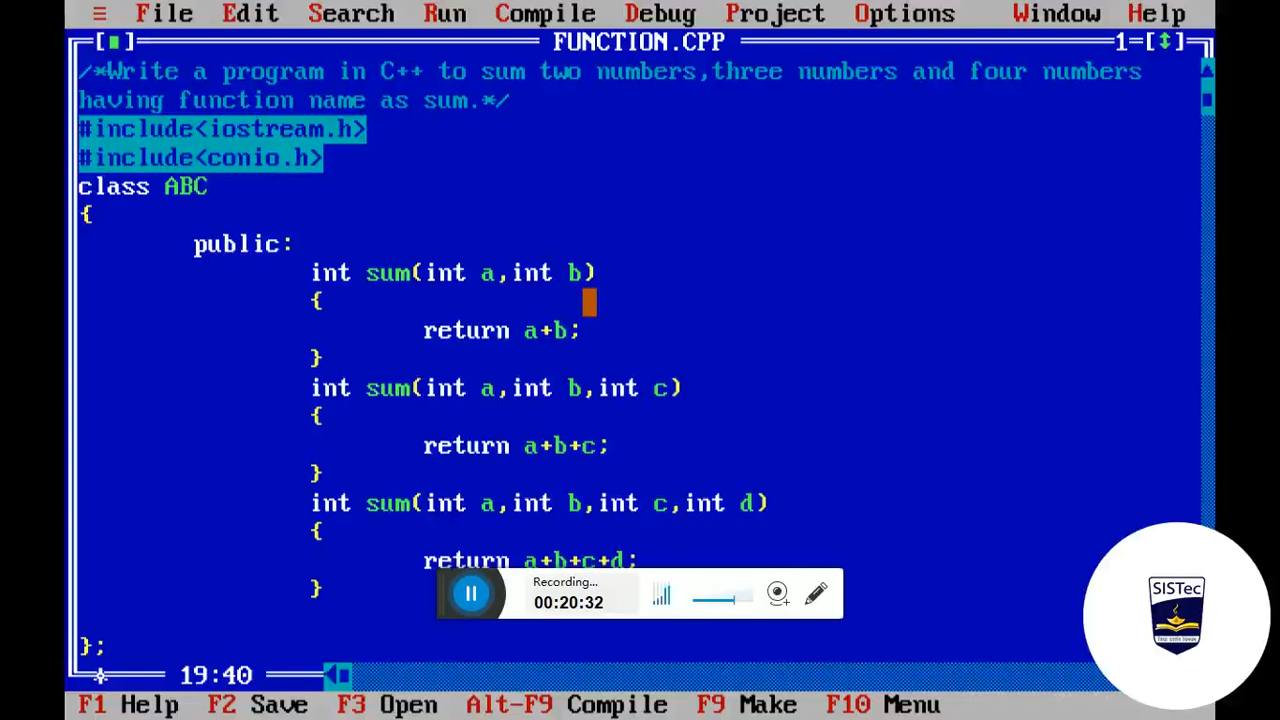 ≡ File Edit Search Run Compile Debug Project Options Window Help
[■] FUNCTION.CPP 1=[↕]
/*Write a program in C++ to sum two numbers,three numbers and four numbers
having function name as sum.*/
#include<iostream.h>
#include<conio.h>
class ABC
{
public:
int sum(int a,int b)
{
return a+b;
}
int sum(int a,int b,int c)
{
return a+b+c;
}
int sum(int a,int b,int c,int d)
{
return a+b+c+d;
}
Recording...
00:20:32
SISTec
};
19:40
F1 Help F2 Save F3 Open Alt-F9 Compile F9 Make F10 Menu